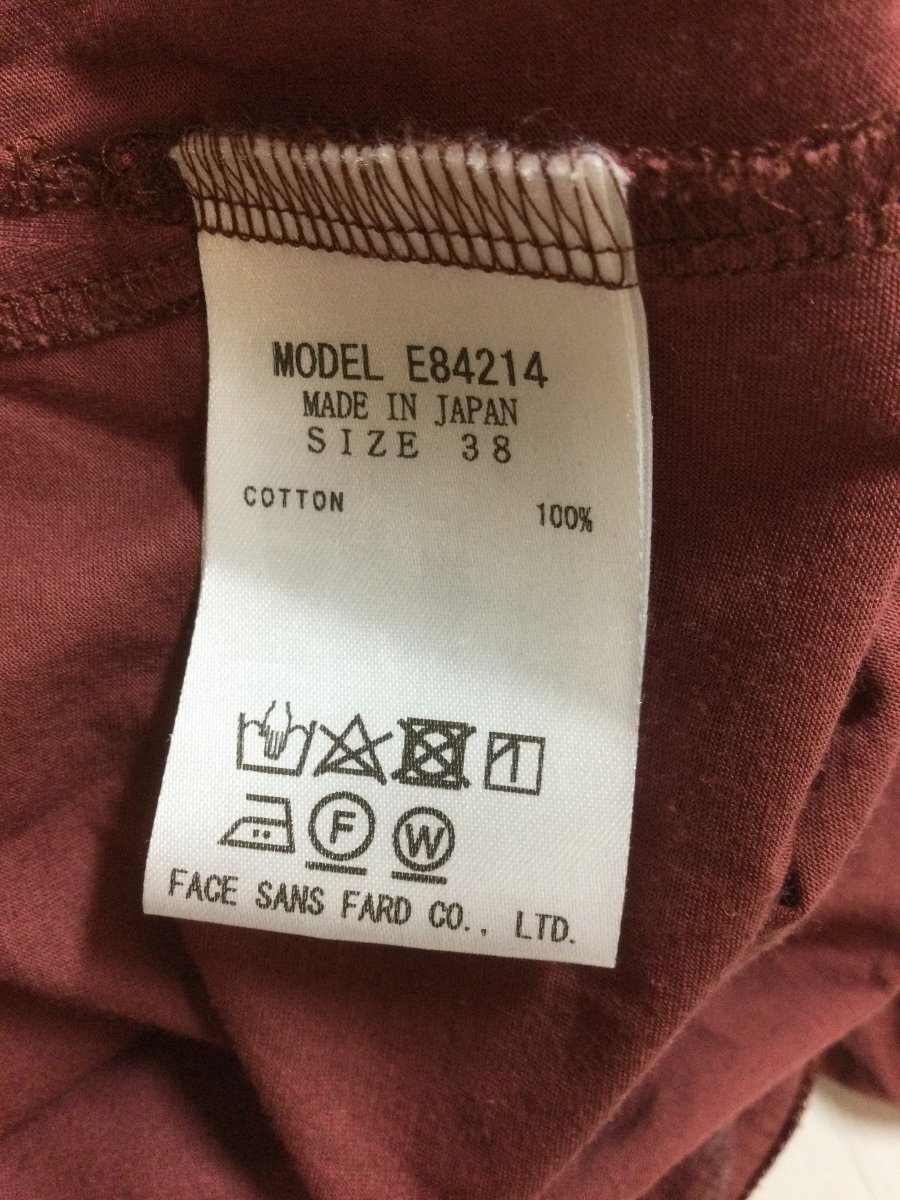 MODEL E84214
MADE IN JAPAN
SIZE 38
COTTON 100%
F W
FACE SANS FARD CO., LTD.